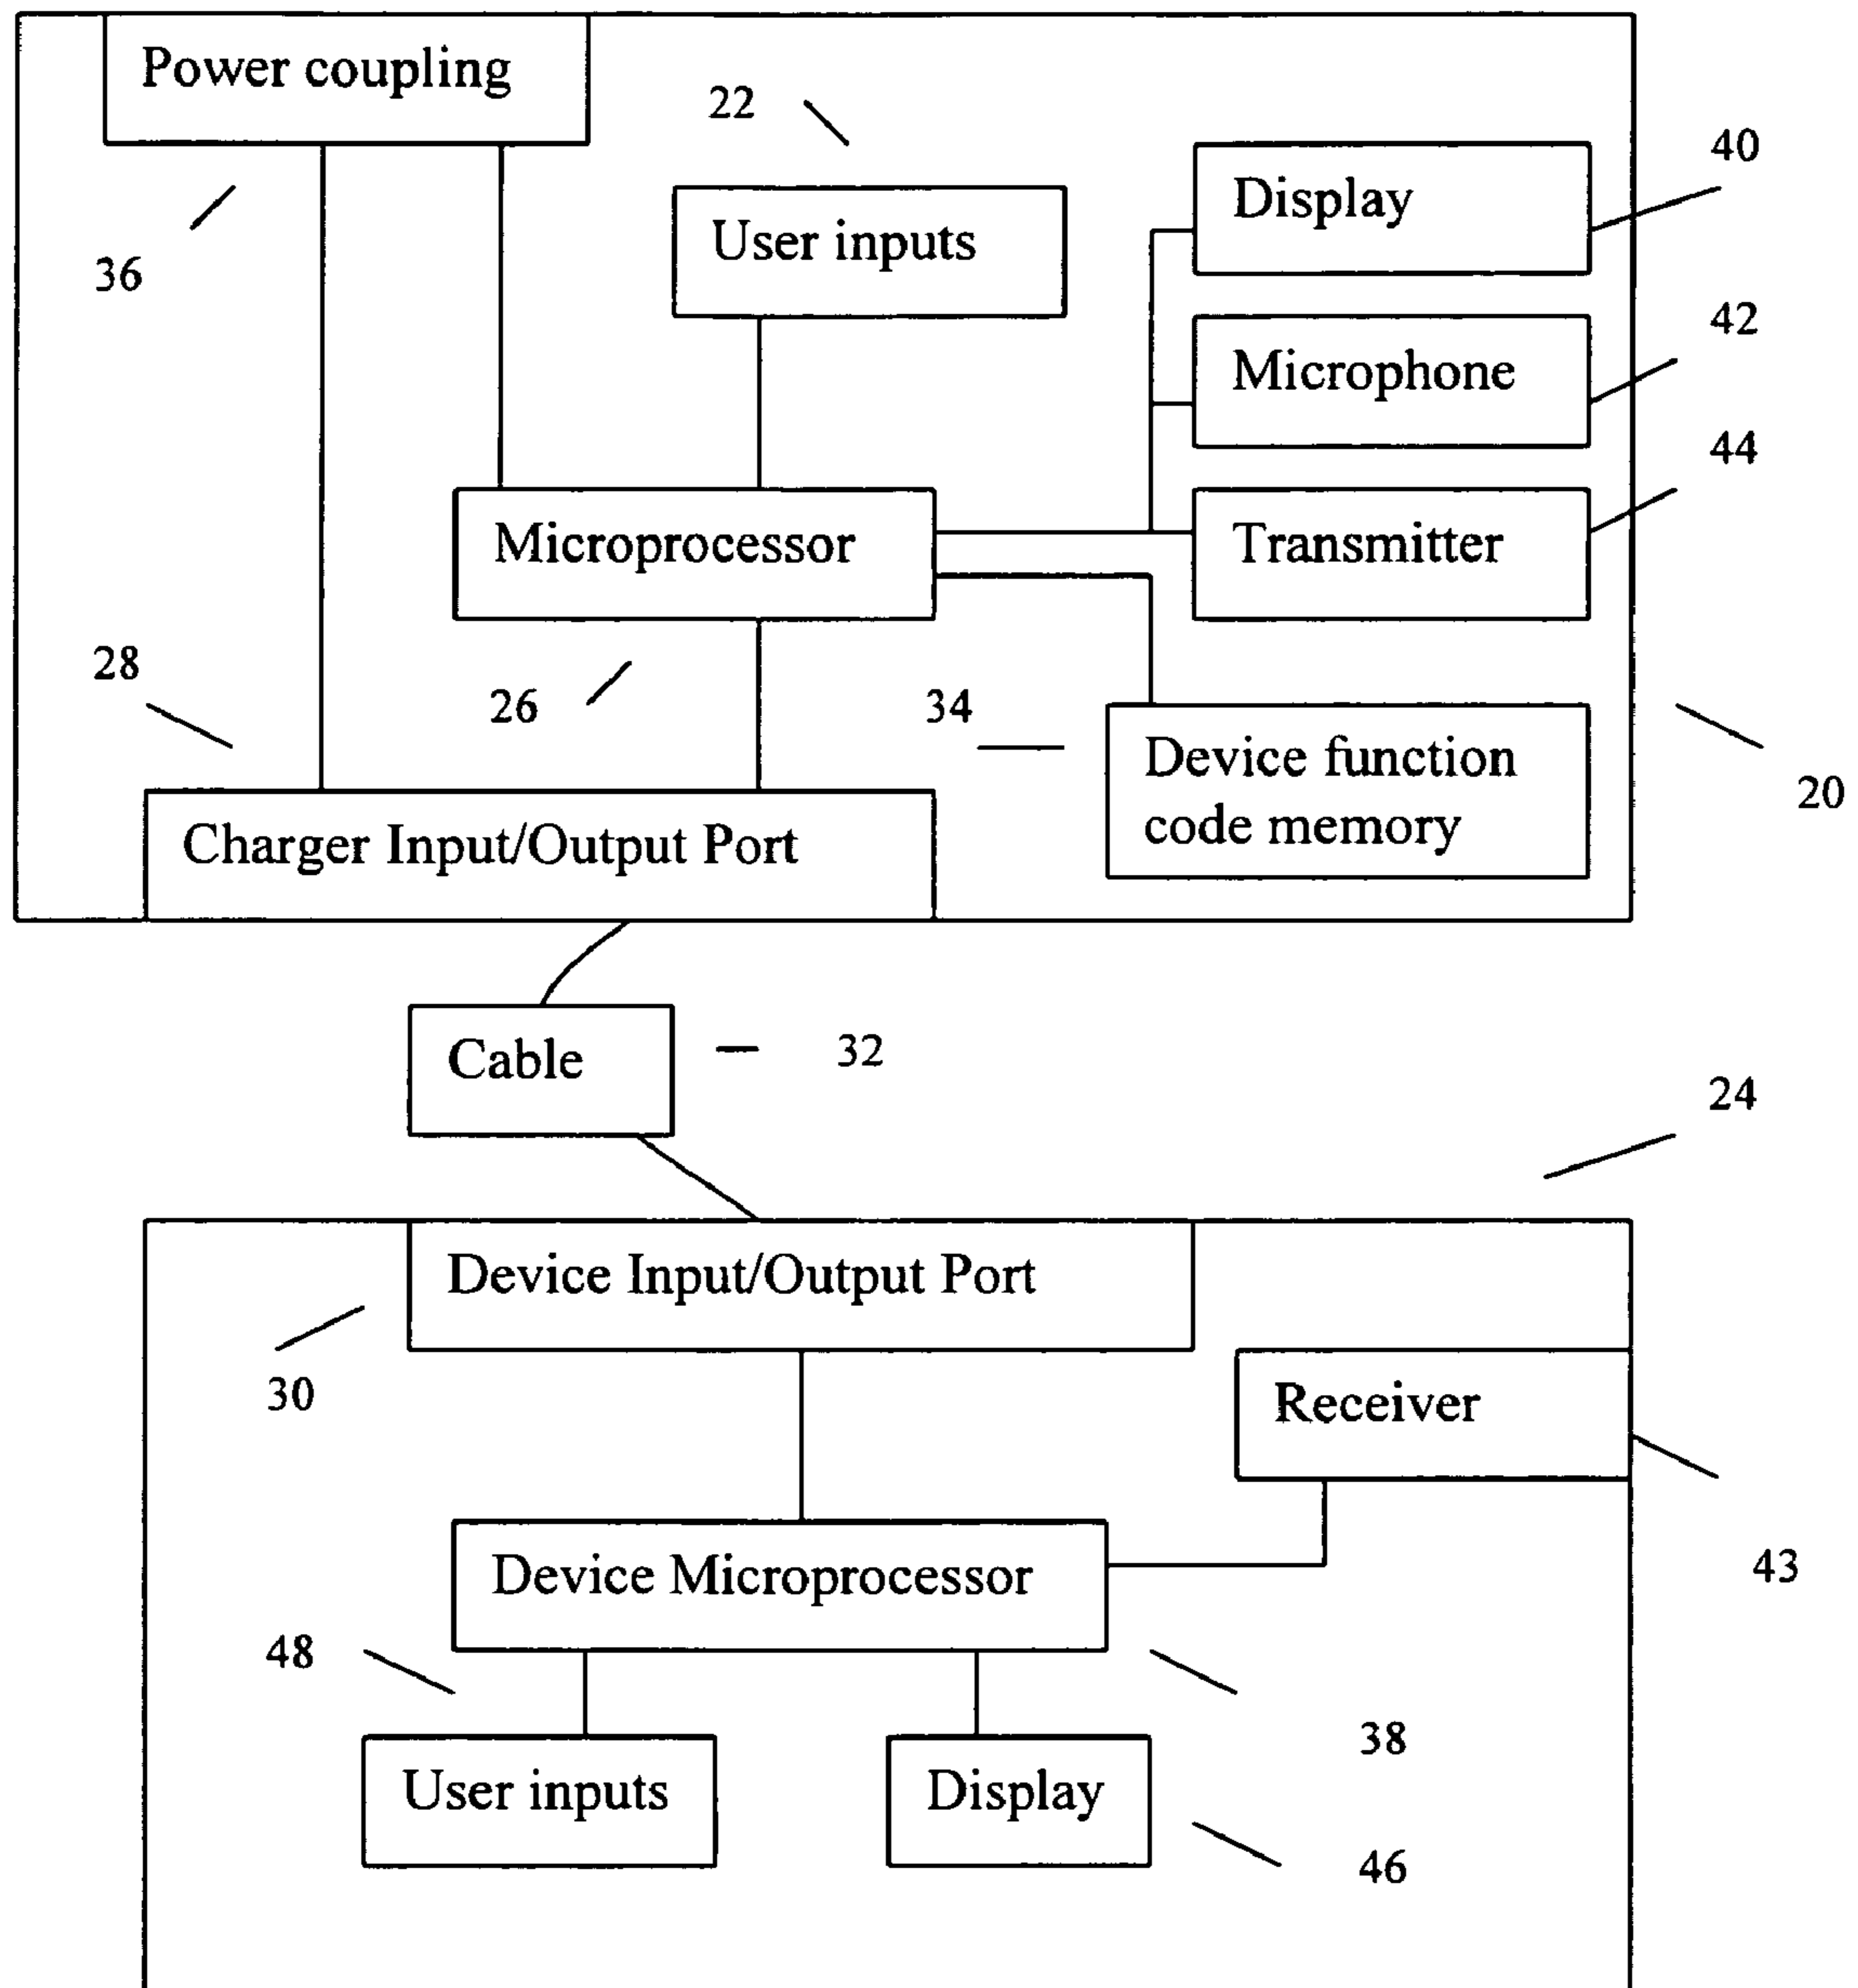 Power coupling
22
40
Display
User inputs
36
42
Microphone
44
Microprocessor
Transmitter
28
26
34
Device function
code memory
20
Charger Input/Output Port
Cable
32
24
Device Input/Output Port
30
Receiver
43
Device Microprocessor
48
38
User inputs
Display
46